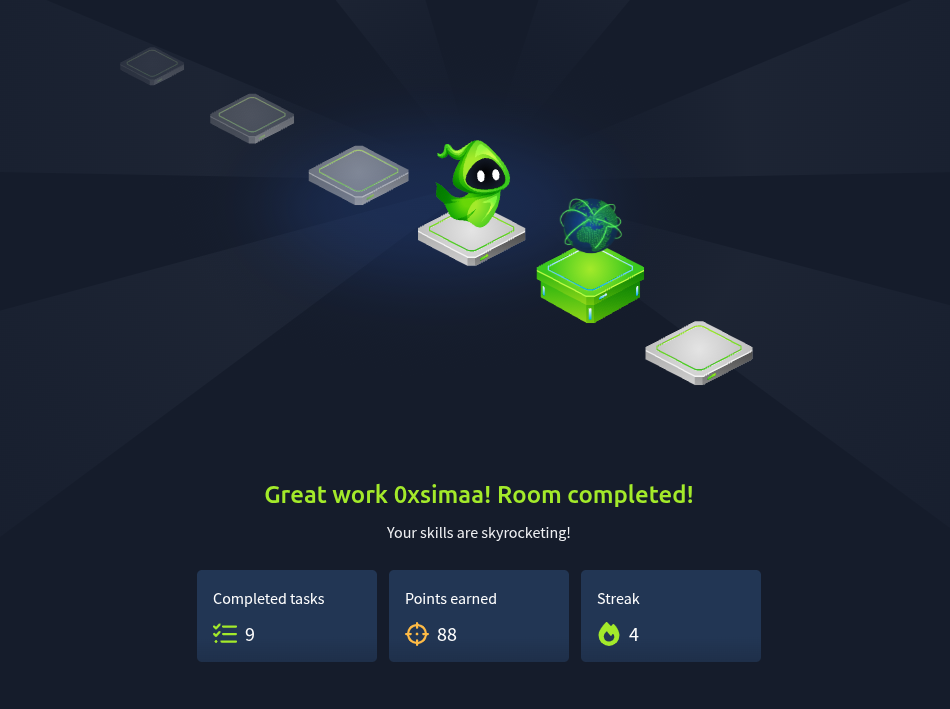 Great work 0xsimaa! Room completed!
Your skills are skyrocketing!
Completed tasks
9
Points earned
88
Streak
4